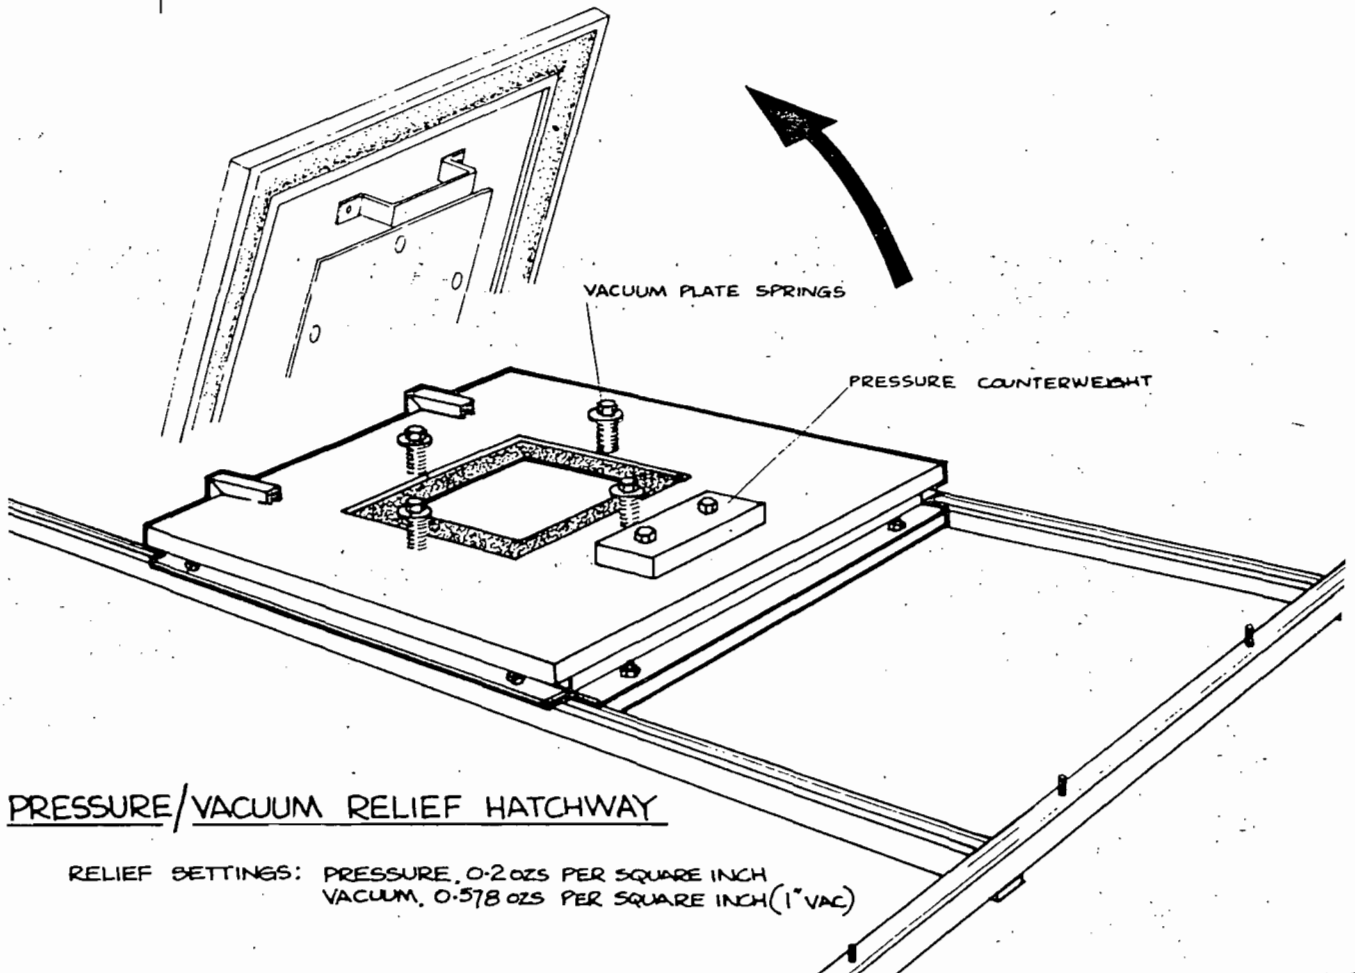 VACUUM PLATE SPRINGS
PRESSURE COUNTERWEIGHT
PRESSURE/VACUUM RELIEF HATCHWAY
RELIEF SETTINGS: PRESSURE, 0·2 OZS PER SQUARE INCH
VACUUM, 0·578 OZS PER SQUARE INCH (1" VAC)